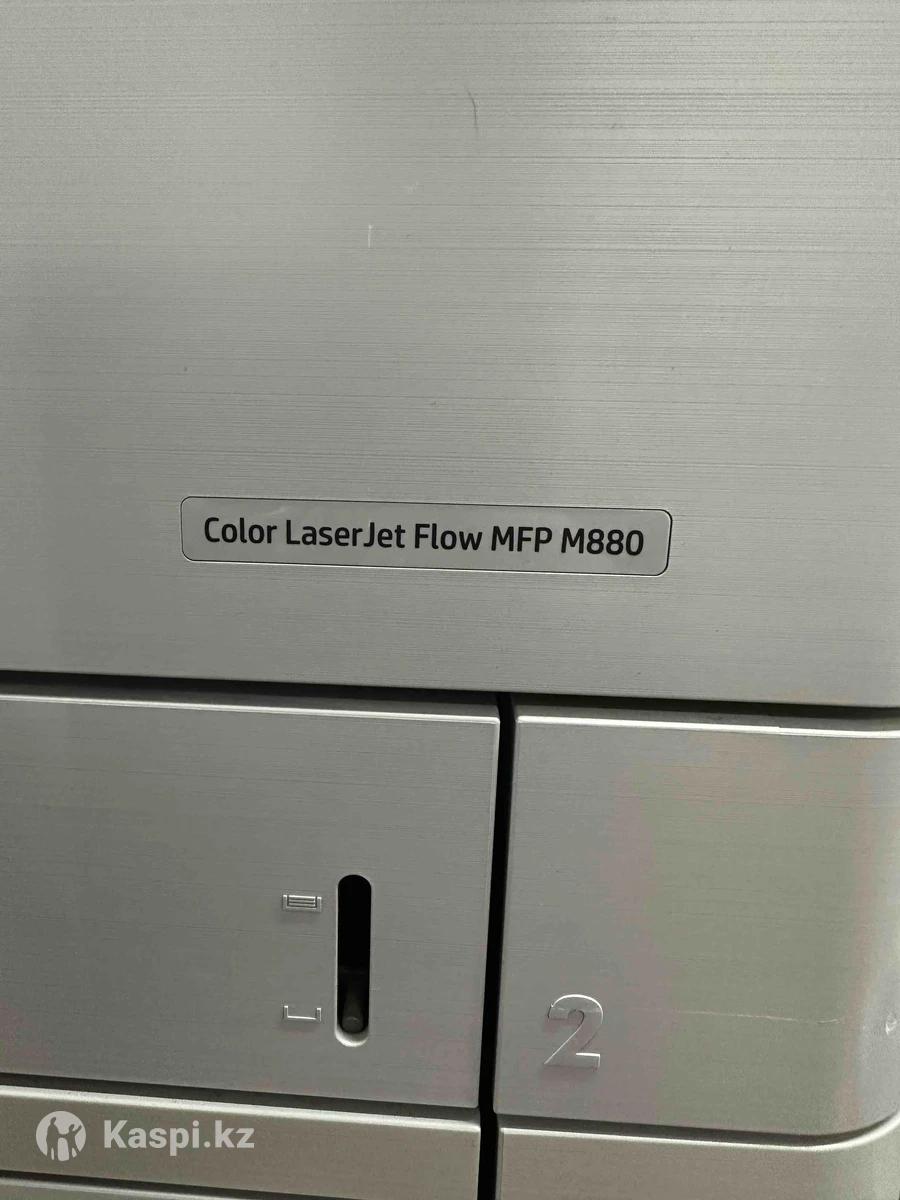 Color LaserJet Flow MFP M880
2
Kaspi.kz